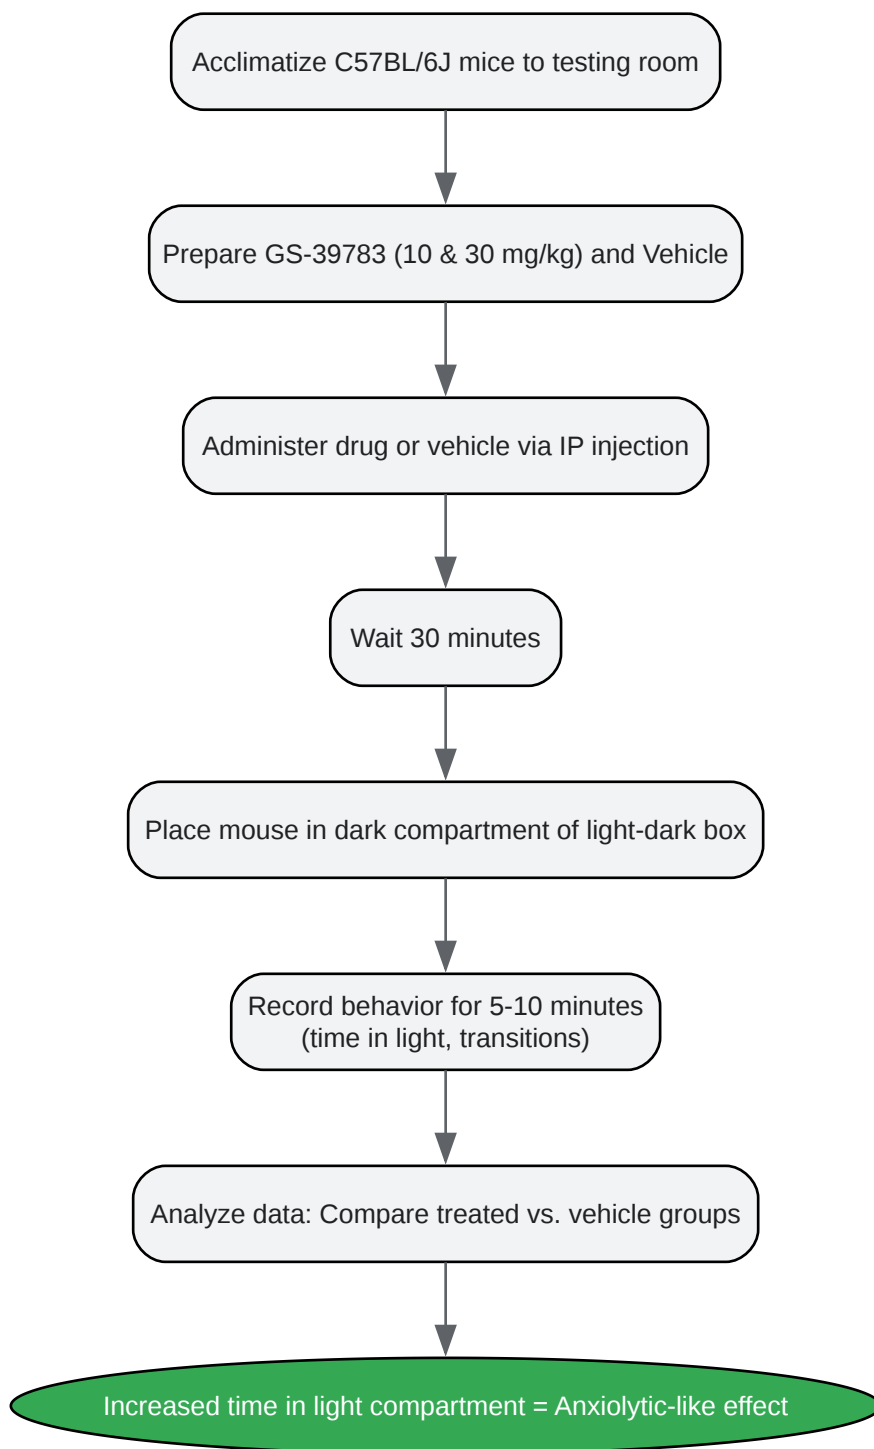 Acclimatize C57BL/6J mice to testing room
Prepare GS-39783 (10 & 30 mg/kg) and Vehicle
Administer drug or vehicle via IP injection
Wait 30 minutes
Place mouse in dark compartment of light-dark box
Record behavior for 5-10 minutes
(time in light, transitions)
Analyze data: Compare treated vs. vehicle groups
Increased time in light compartment = Anxiolytic-like effect